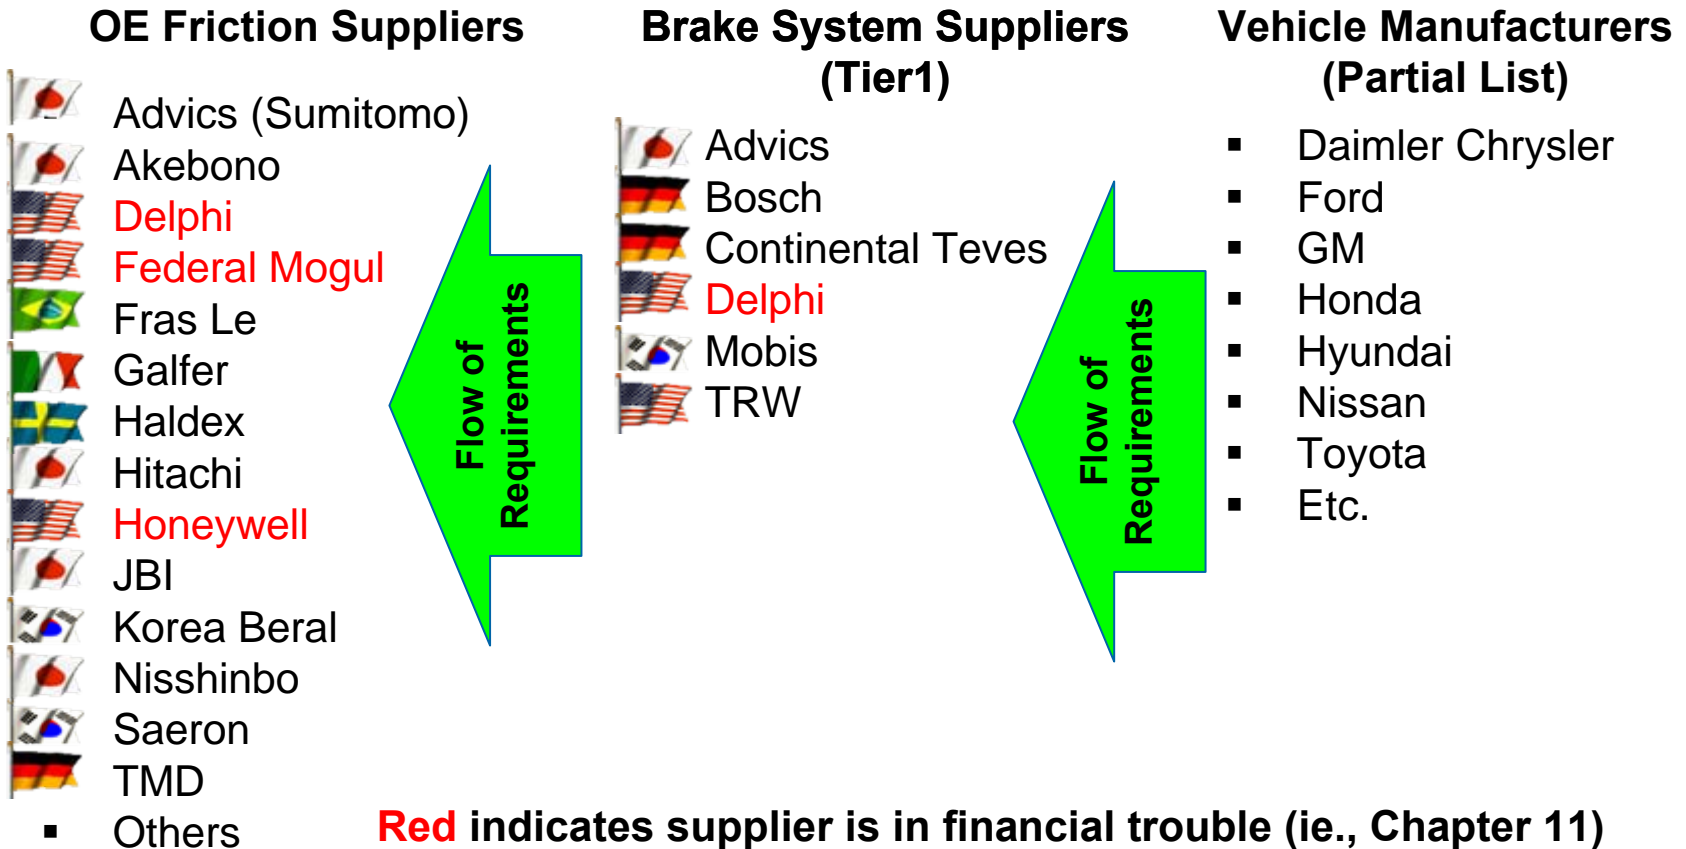 OE Friction Suppliers
Advics (Sumitomo)
Akebono
Delphi
Federal Mogul
Fras Le
Galfer
Haldex
Hitachi
Honeywell
JBI
Korea Beral
Nisshinbo
Saeron
TMD
▪ Others
Flow of
Requirements
Brake System Suppliers
(Tier1)
Advics
Bosch
Continental Teves
Delphi
Mobis
TRW
Flow of
Requirements
Vehicle Manufacturers
(Partial List)
▪ Daimler Chrysler
▪ Ford
▪ GM
▪ Honda
▪ Hyundai
▪ Nissan
▪ Toyota
▪ Etc.
Red indicates supplier is in financial trouble (ie., Chapter 11)